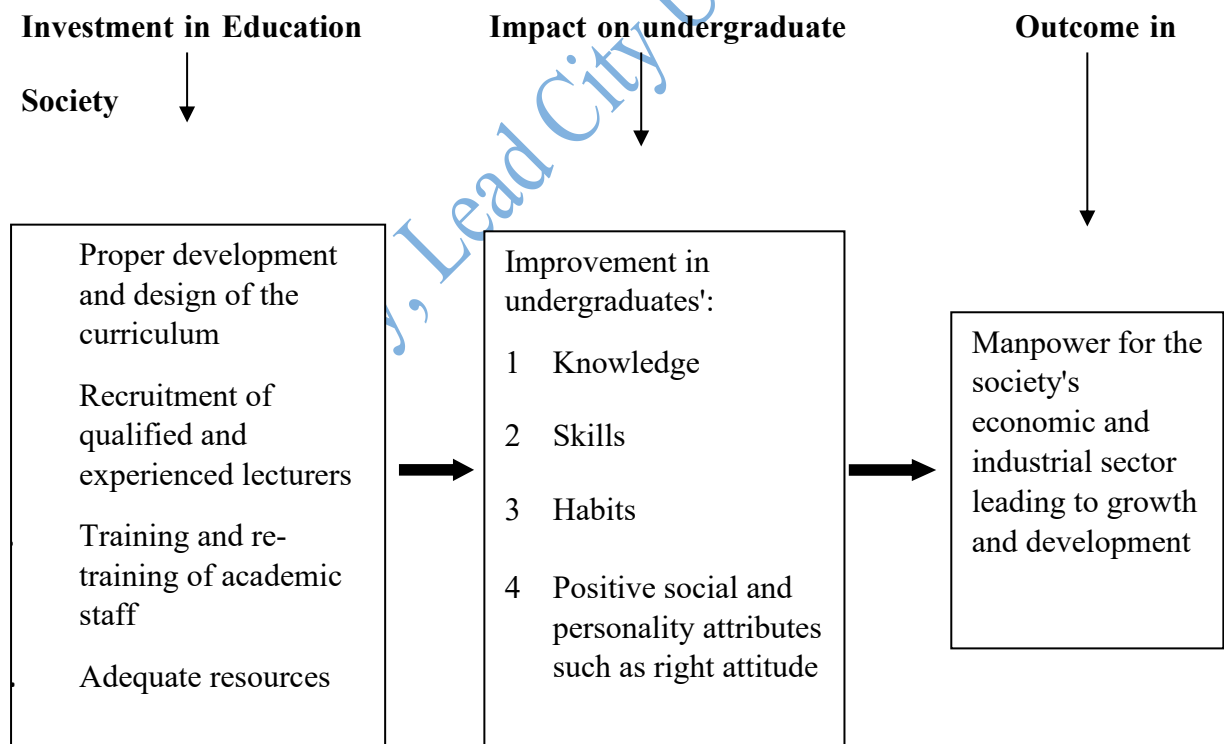 Investment in Education Impact on undergraduate Outcome in
Society
Proper development
and design of the
curriculum
Recruitment of
qualified and
experienced lecturers
Training and re-
training of academic
staff
Adequate resources
Improvement in
undergraduates':
1 Knowledge
2 Skills
3 Habits
4 Positive social and
personality attributes
such as right attitude
Manpower for the
society's
economic and
industrial sector
leading to growth
and development
, Lead City